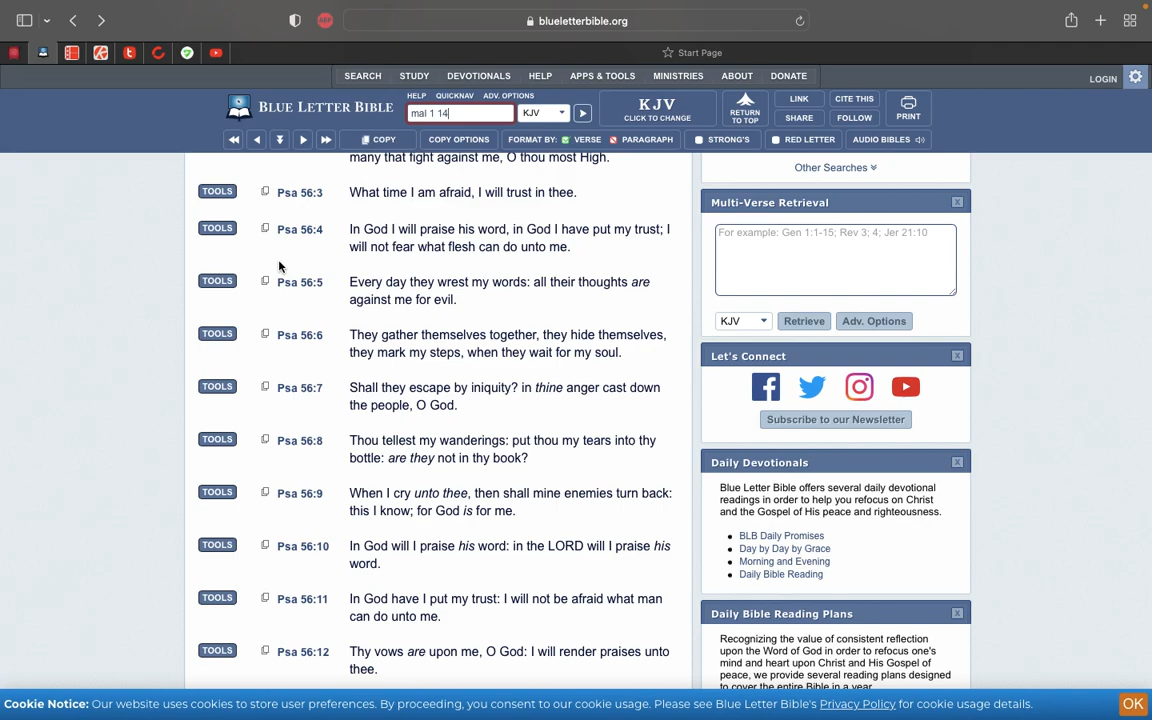 blueletterbible.org
ABP
Start Page
SEARCH STUDY DEVOTIONALS HELP APPS & TOOLS MINISTRIES ABOUT DONATE
LOGIN
HELP QUICKNAV ADV. OPTIONS
BLUE LETTER BIBLE
mal 1 14
KJV
KJV
CLICK TO CHANGE
RETURN
TO TOP
LINK
CITE THIS
SHARE
FOLLOW
PRINT
COPY
COPY OPTIONS
FORMAT BY: VERSE PARAGRAPH
STRONG'S
RED LETTER
AUDIO BIBLES
many that fight against me, O thou most High.
TOOLS Psa 56:3 What time I am afraid, I will trust in thee.
TOOLS Psa 56:4 In God I will praise his word, in God I have put my trust; I
will not fear what flesh can do unto me.
TOOLS Psa 56:5 Every day they wrest my words: all their thoughts are
against me for evil.
TOOLS Psa 56:6 They gather themselves together, they hide themselves,
they mark my steps, when they wait for my soul.
TOOLS Psa 56:7 Shall they escape by iniquity? in thine anger cast down
the people, O God.
TOOLS Psa 56:8 Thou tellest my wanderings: put thou my tears into thy
bottle: are they not in thy book?
TOOLS Psa 56:9 When I cry unto thee, then shall mine enemies turn back:
this I know; for God is for me.
TOOLS Psa 56:10 In God will I praise his word: in the LORD will I praise his
word.
TOOLS Psa 56:11 In God have I put my trust: I will not be afraid what man
can do unto me.
TOOLS Psa 56:12 Thy vows are upon me, O God: I will render praises unto
thee.
Other Searches
Multi-Verse Retrieval X
For example: Gen 1:1-15; Rev 3; 4; Jer 21:10
KJV Retrieve Adv. Options
Let's Connect X
Subscribe to our Newsletter
Daily Devotionals X
Blue Letter Bible offers several daily devotional
readings in order to help you refocus on Christ
and the Gospel of His peace and righteousness.
BLB Daily Promises
Day by Day by Grace
Morning and Evening
Daily Bible Reading
Daily Bible Reading Plans X
Recognizing the value of consistent reflection
upon the Word of God in order to refocus one's
mind and heart upon Christ and His Gospel of
peace, we provide several reading plans designed
to cover the entire Bible in a year.
Cookie Notice: Our website uses cookies to store user preferences. By proceeding, you consent to our cookie usage. Please see Blue Letter Bible's Privacy Policy for cookie usage details.
OK